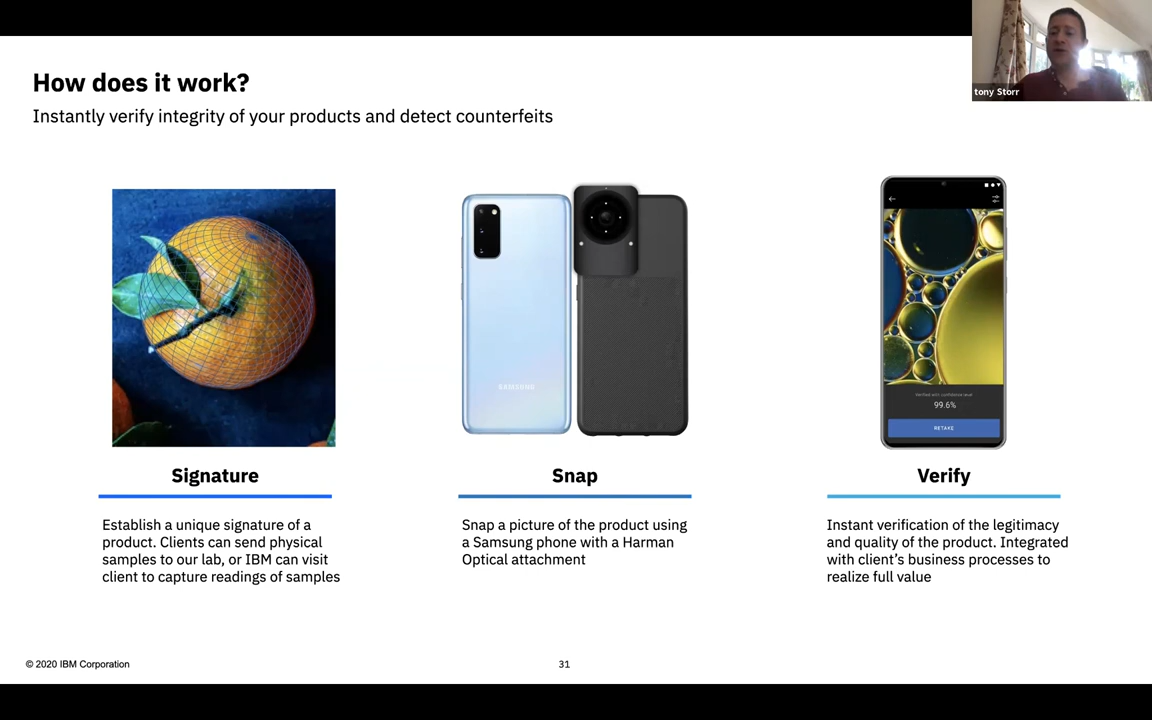 tony Storr
How does it work?
Instantly verify integrity of your products and detect counterfeits
SAMSUNG
Verified with confidence level
99.6%
RETAKE
Signature
Establish a unique signature of a
product. Clients can send physical
samples to our lab, or IBM can visit
client to capture readings of samples
Snap
Snap a picture of the product using
a Samsung phone with a Harman
Optical attachment
Verify
Instant verification of the legitimacy
and quality of the product. Integrated
with client’s business processes to
realize full value
© 2020 IBM Corporation
31